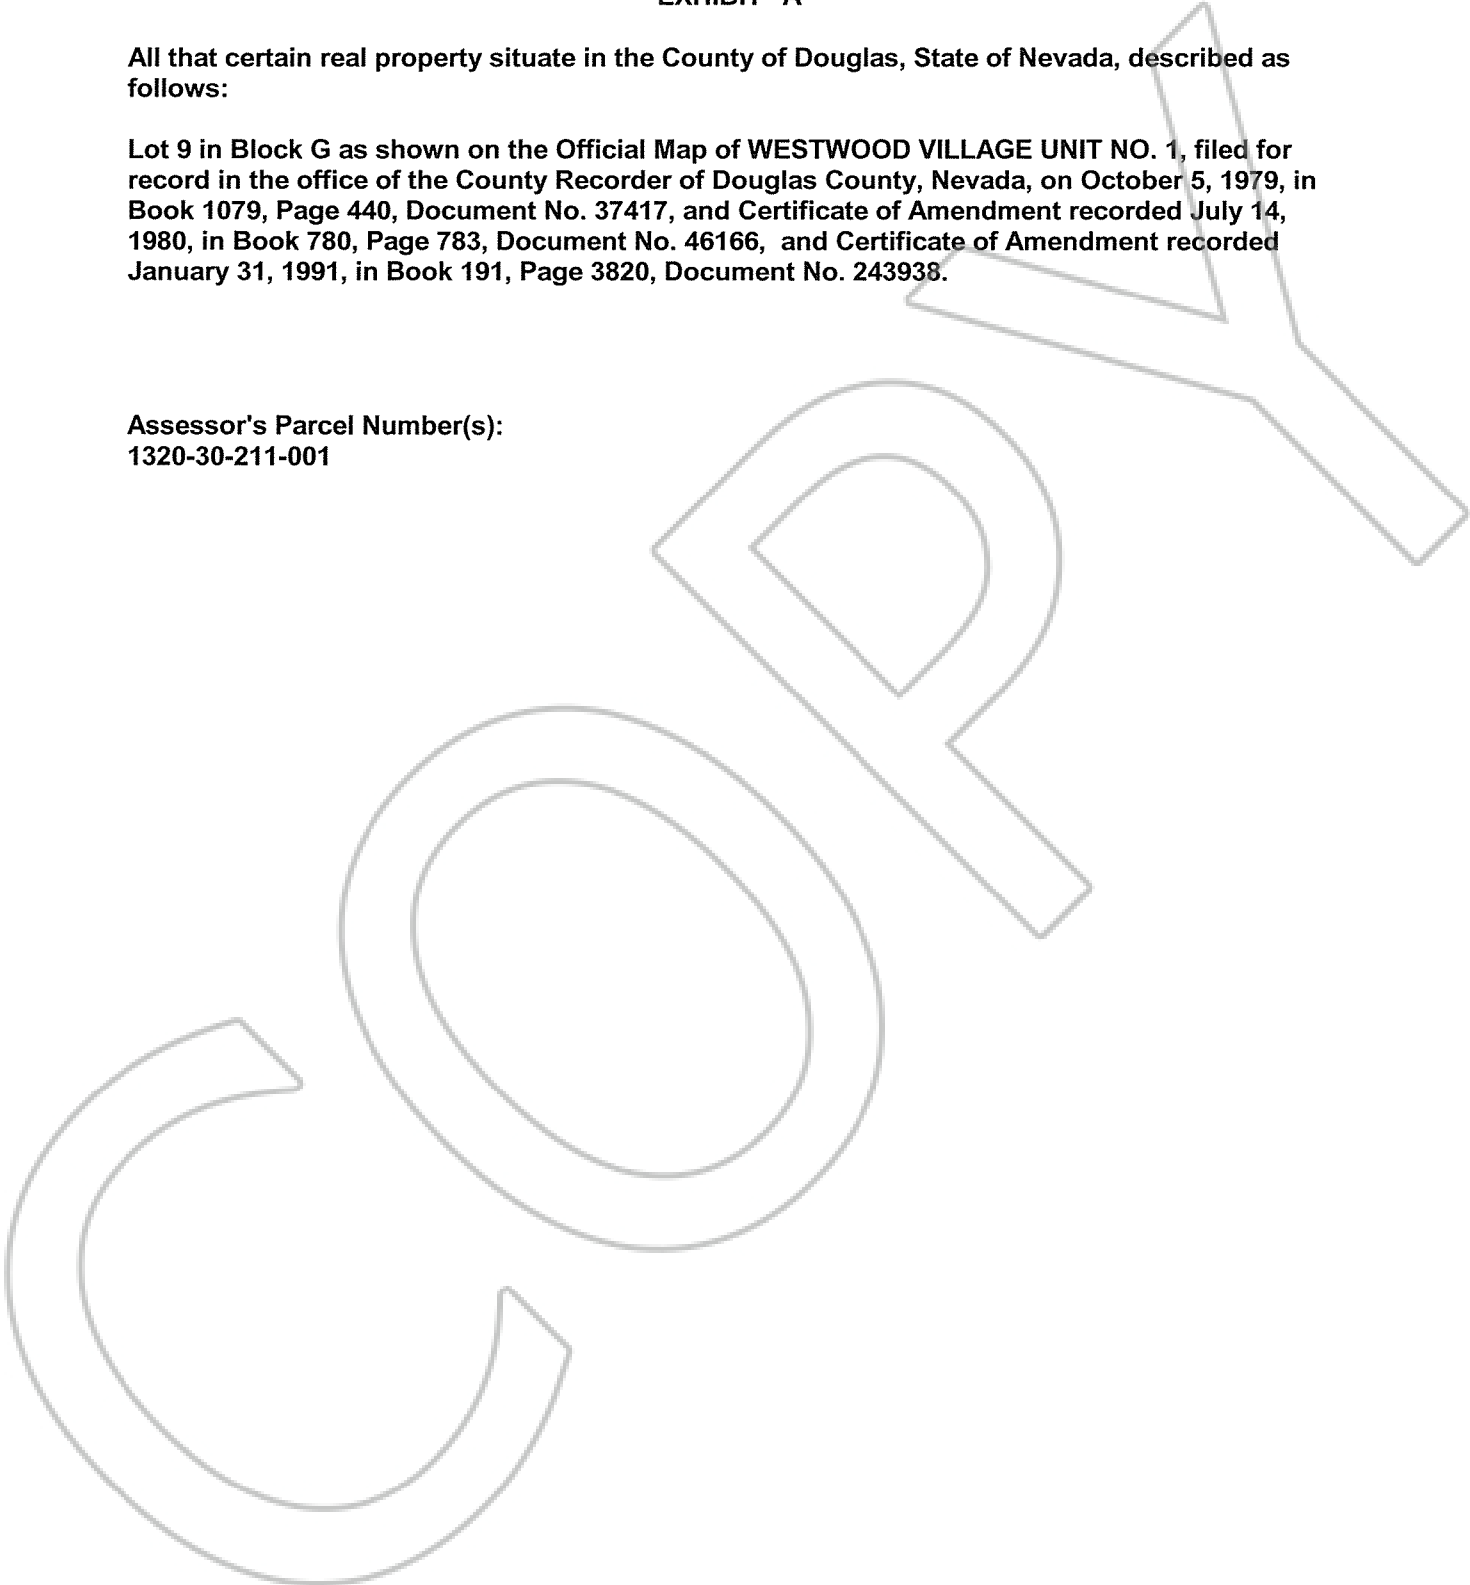 EXHIBIT "A"
All that certain real property situate in the County of Douglas, State of Nevada, described as
follows:
Lot 9 in Block G as shown on the Official Map of WESTWOOD VILLAGE UNIT NO. 1, filed for
record in the office of the County Recorder of Douglas County, Nevada, on October 5, 1979, in
Book 1079, Page 440, Document No. 37417, and Certificate of Amendment recorded July 14,
1980, in Book 780, Page 783, Document No. 46166,  and Certificate of Amendment recorded
January 31, 1991, in Book 191, Page 3820, Document No. 243938.
Assessor's Parcel Number(s):
1320-30-211-001
COPY